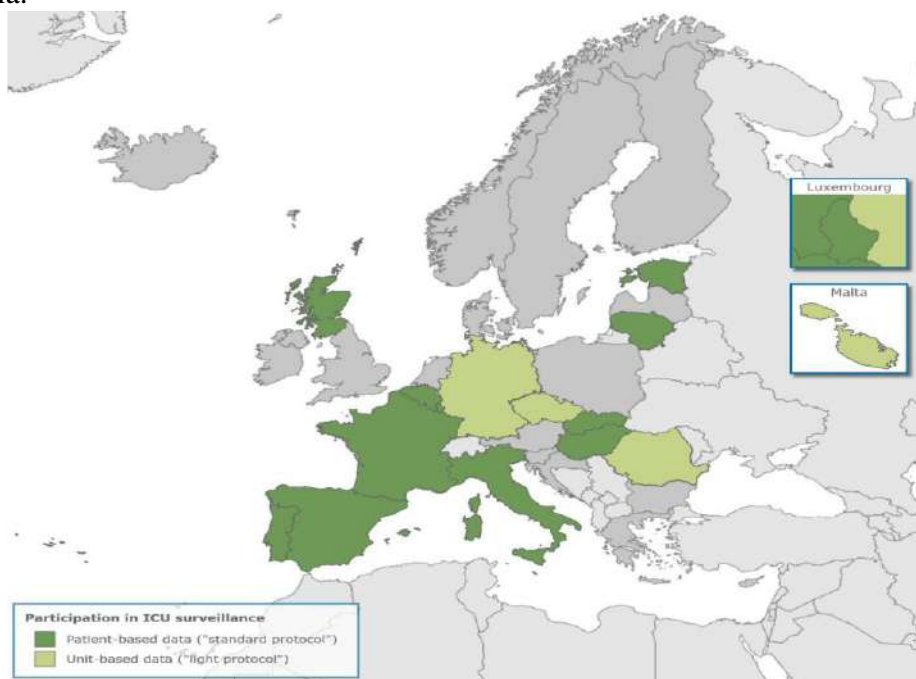 Luxembourg
Malta
Participation in ICU surveillance
Patient-based data ("standard protocol")
Unit-based data ("light protocol")